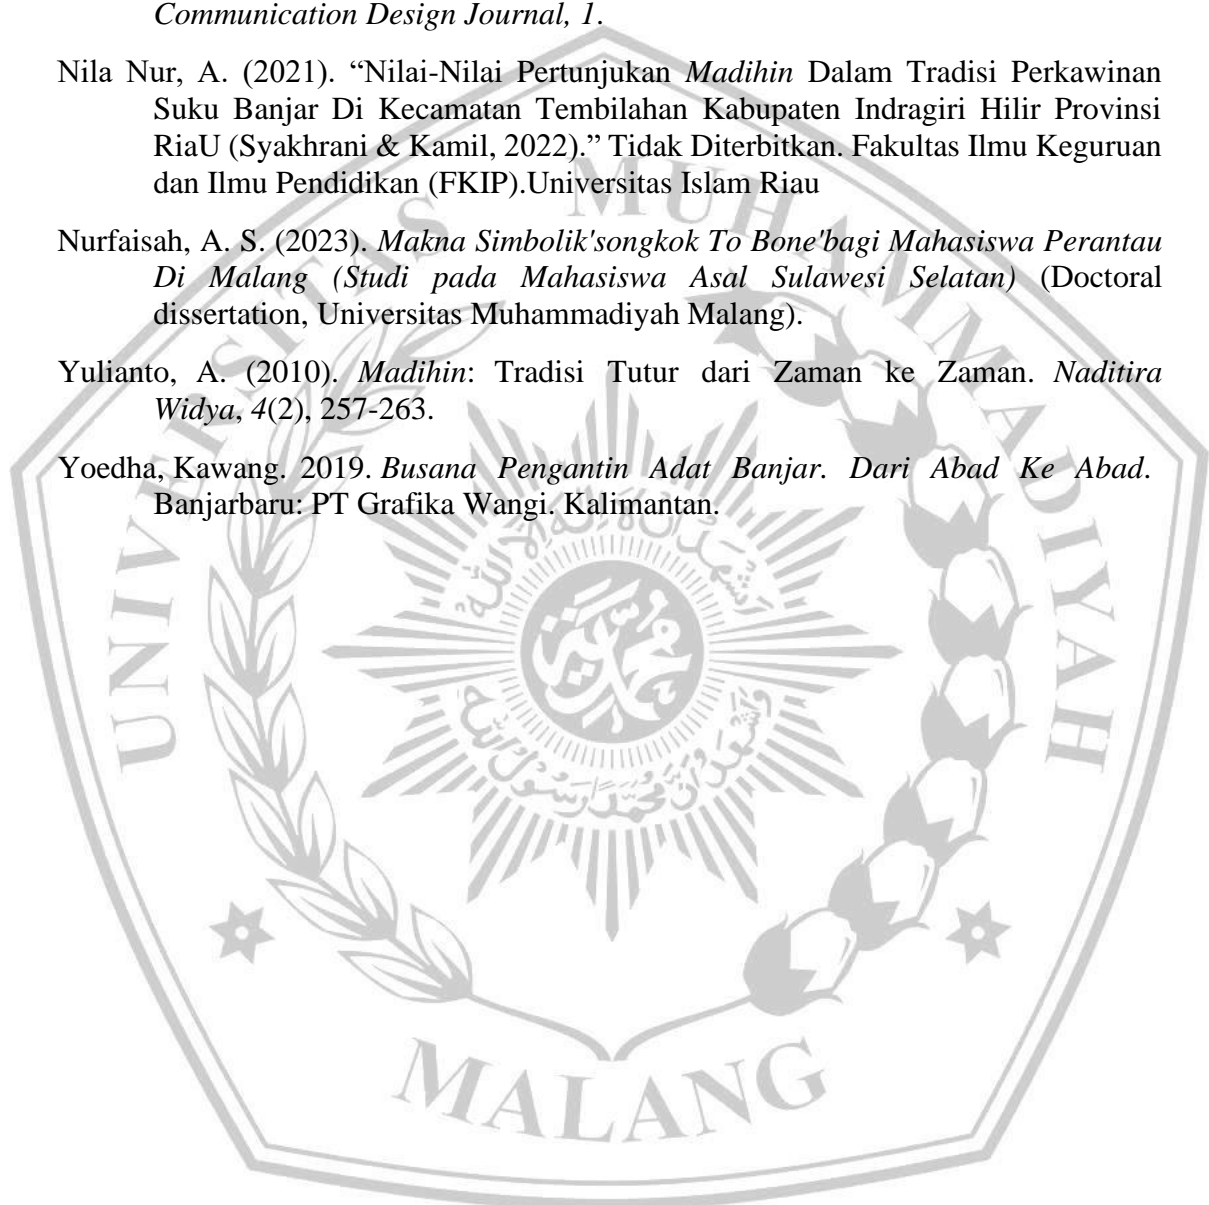 Communication Design Journal, 1.
Nila Nur, A. (2021). “Nilai-Nilai Pertunjukan Madihin Dalam Tradisi Perkawinan
Suku Banjar Di Kecamatan Tembilahan Kabupaten Indragiri Hilir Provinsi
RiaU (Syakhrani & Kamil, 2022).” Tidak Diterbitkan. Fakultas Ilmu Keguruan
dan Ilmu Pendidikan (FKIP).Universitas Islam Riau
Nurfaisah, A. S. (2023). Makna Simbolik'songkok To Bone'bagi Mahasiswa Perantau
Di Malang (Studi pada Mahasiswa Asal Sulawesi Selatan) (Doctoral
dissertation, Universitas Muhammadiyah Malang).
Yulianto, A. (2010). Madihin: Tradisi Tutur dari Zaman ke Zaman. Naditira
Widya, 4(2), 257-263.
Yoedha, Kawang. 2019. Busana Pengantin Adat Banjar. Dari Abad Ke Abad.
Banjarbaru: PT Grafika Wangi. Kalimantan.
UNIVERSITAS MUHAMMADIYAH
MALANG